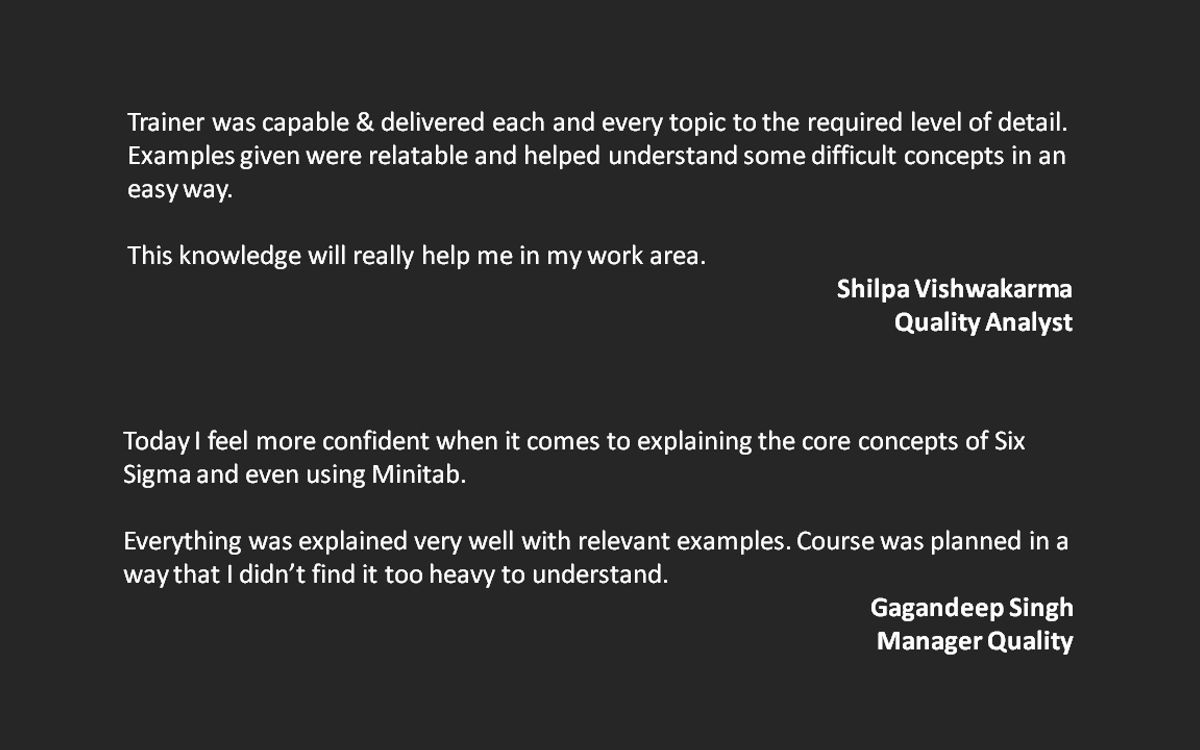 Trainer was capable & delivered each and every topic to the required level of detail.
Examples given were relatable and helped understand some difficult concepts in an
easy way.
This knowledge will really help me in my work area.
Shilpa Vishwakarma
Quality Analyst
Today I feel more confident when it comes to explaining the core concepts of Six
Sigma and even using Minitab.
Everything was explained very well with relevant examples. Course was planned in a
way that I didn’t find it too heavy to understand.
Gagandeep Singh
Manager Quality